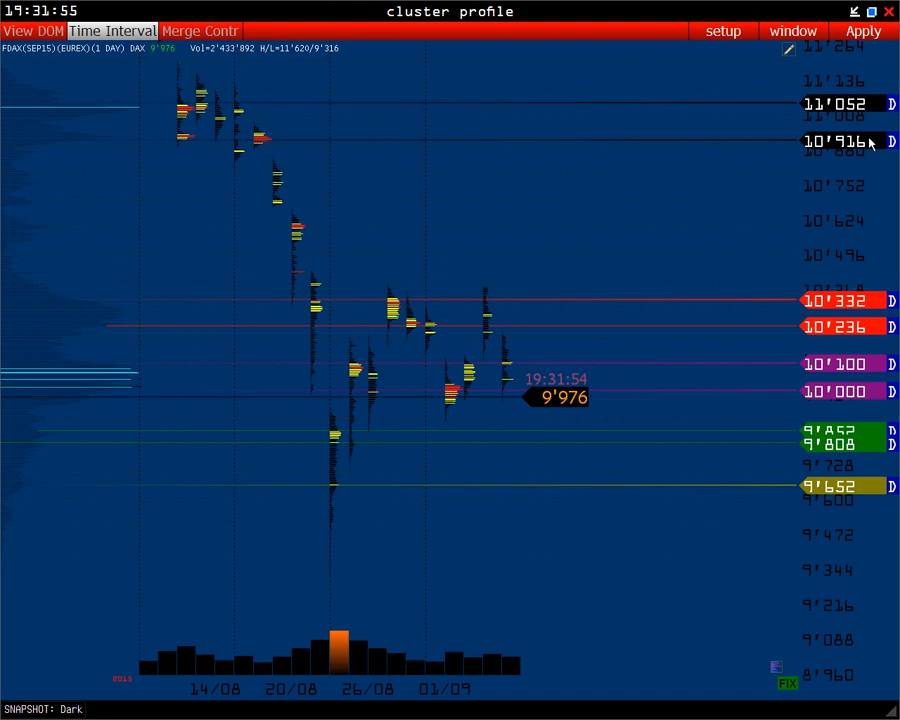 19:31:55 cluster profile
View DOM Time Interval Merge Contr setup window Apply
FDAX(SEP15)(EUREX)(1 DAY) DAX 9'976 Vol=2'433'892 H/L=11'620/9'316
11'264
11'136
11'052 D
11'008
10'916 D
10'752
10'624
10'496
10'332 D
10'236 D
10'100 D
19:31:54
10'000 D
9'976
9'852 D
9'808 D
9'728
9'652 D
9'600
9'472
9'344
9'216
9'088
8'960
FIX
14/08 20/08 26/08 01/09
SNAPSHOT: Dark